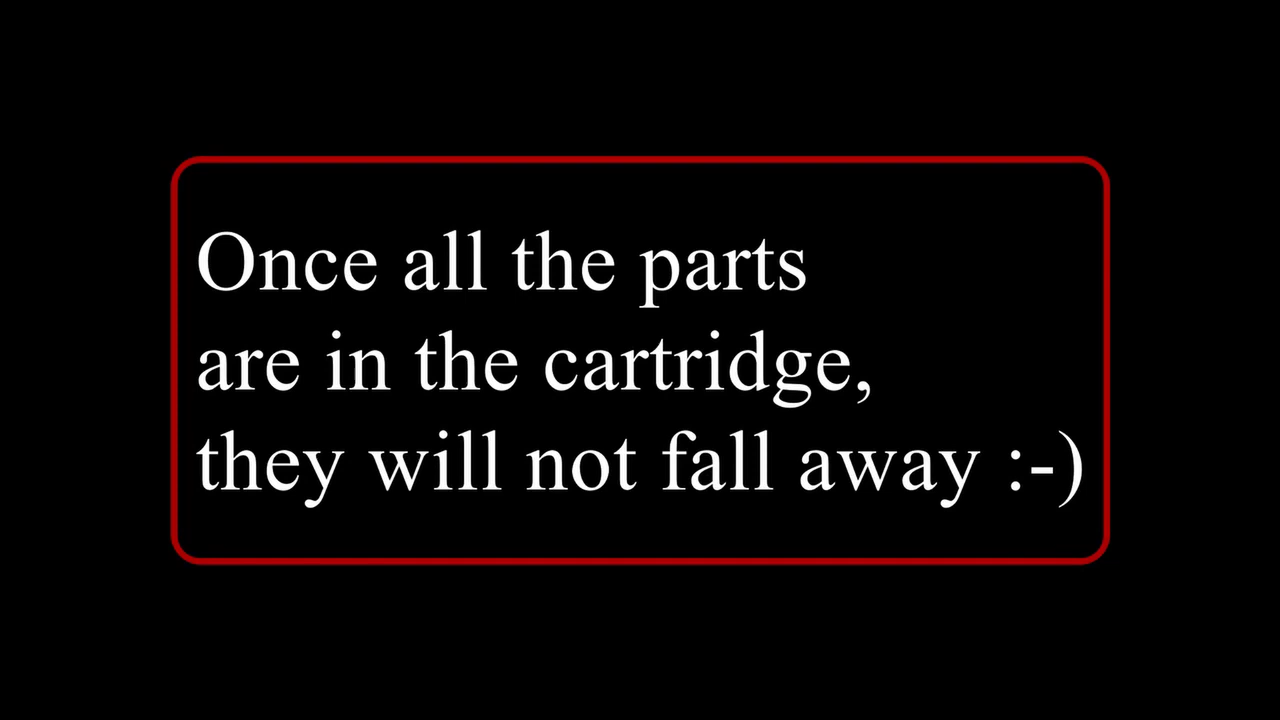 Once all the parts
are in the cartridge,
they will not fall away :-)